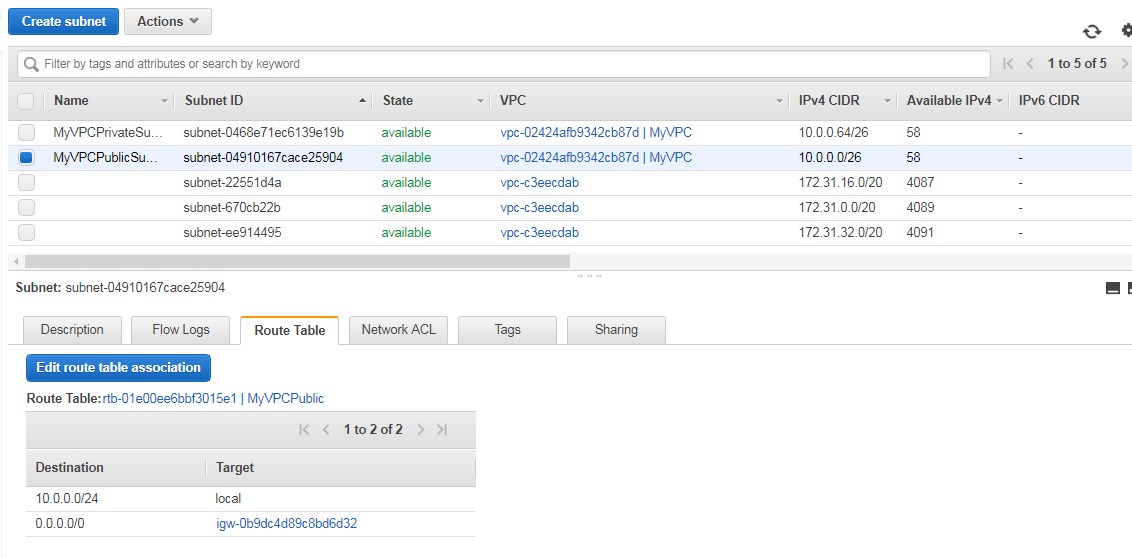 Create subnet Actions
Filter by tags and attributes or search by keyword 1 to 5 of 5
Name Subnet ID State VPC IPv4 CIDR Available IPv4 IPv6 CIDR
MyVPCPrivateSu... subnet-0468e71ec6139e19b available vpc-02424afb9342cb87d | MyVPC 10.0.0.64/26 58 -
MyVPCPublicSu... subnet-04910167cace25904 available vpc-02424afb9342cb87d | MyVPC 10.0.0.0/26 58 -
subnet-22551d4a available vpc-c3eecdab 172.31.16.0/20 4087 -
subnet-670cb22b available vpc-c3eecdab 172.31.0.0/20 4089 -
subnet-ee914495 available vpc-c3eecdab 172.31.32.0/20 4091 -
Subnet: subnet-04910167cace25904
Description Flow Logs Route Table Network ACL Tags Sharing
Edit route table association
Route Table: rtb-01e00ee6bbf3015e1 | MyVPCPublic
1 to 2 of 2
Destination Target
10.0.0.0/24 local
0.0.0.0/0 igw-0b9dc4d89c8bd6d32